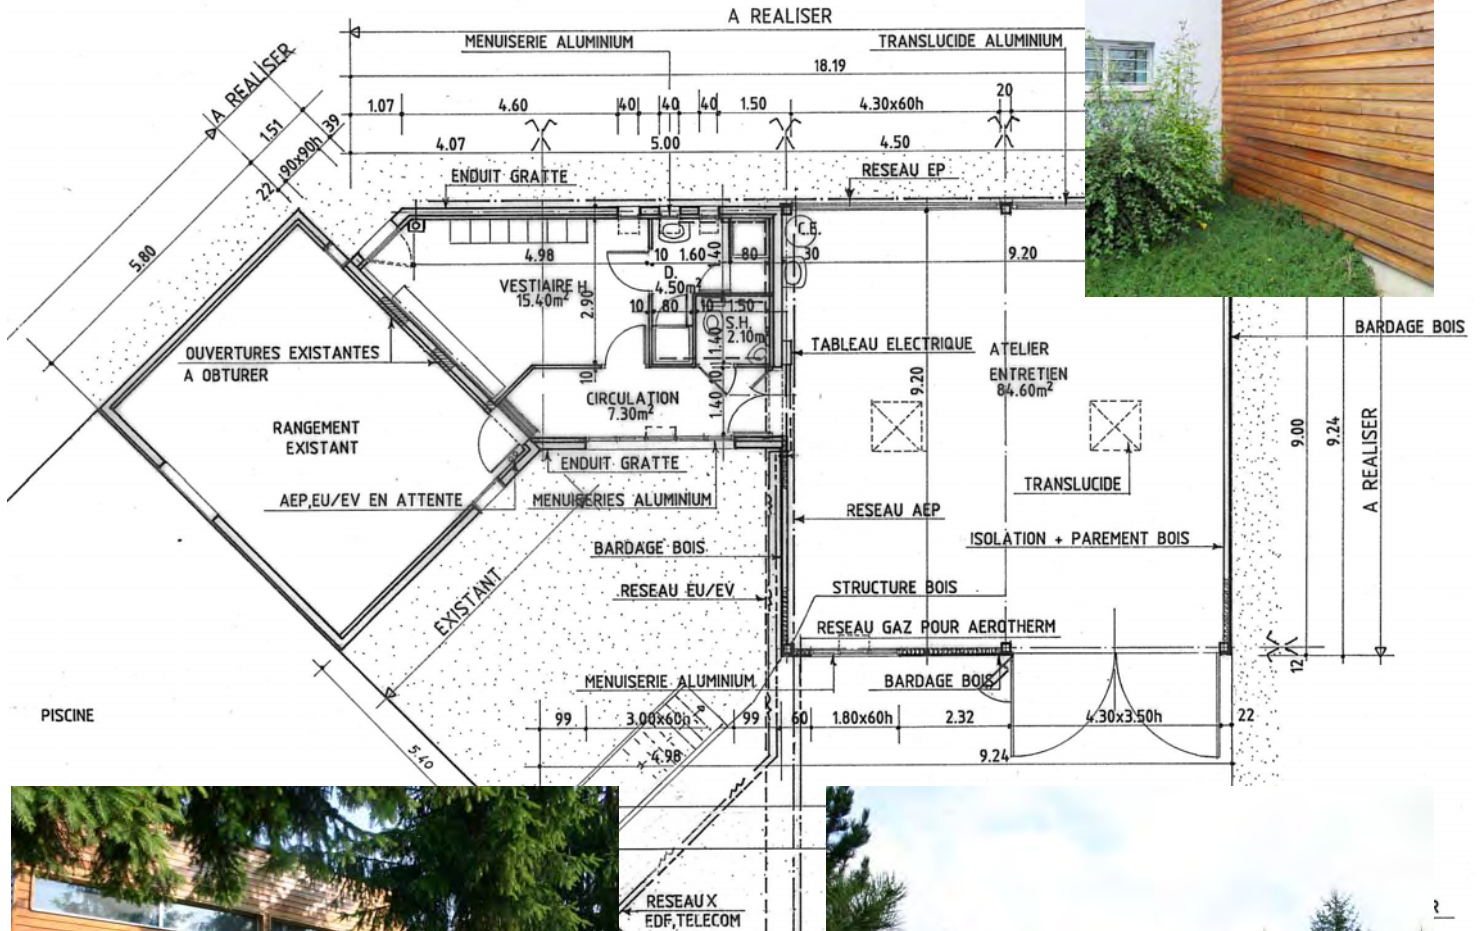 A REALISER
MENUISERIE ALUMINIUM
TRANSLUCIDE ALUMINIUM
18.19
A REALISER
1.07
4.60
40
40
40
1.50
4.30x60h
20
1.51
39
90x90h
22
4.07
5.00
4.50
ENDUIT GRATTE
RESEAU EP
5.80
C.E.
4.98
10
1.60
1.40
80
30
9.20
D.
4.50m²
VESTIAIRE H
15.40m²
2.90
10
80
10
1.50
S.H.
2.10m
BARDAGE BOIS
OUVERTURES EXISTANTES
A OBTURER
TABLEAU ELECTRIQUE
ATELIER
ENTRETIEN
84.60m²
9.20
1.40
10
10
1.40
CIRCULATION
7.30m²
RANGEMENT
EXISTANT
9.00
9.24
A REALISER
ENDUIT GRATTE
AEP,EU/EV EN ATTENTE
MENUISERIES ALUMINIUM
TRANSLUCIDE
RESEAU AEP
ISOLATION + PAREMENT BOIS
BARDAGE BOIS
EXISTANT
RESEAU EU/EV
STRUCTURE BOIS
RESEAU GAZ POUR AEROTHERM
12
MENUISERIE ALUMINIUM
BARDAGE BOIS
PISCINE
99
3.00x60h
99
60
1.80x60h
2.32
4.30x3.50h
22
5.40
4.98
9.24
RESEAUX
EDF,TELECOM
R